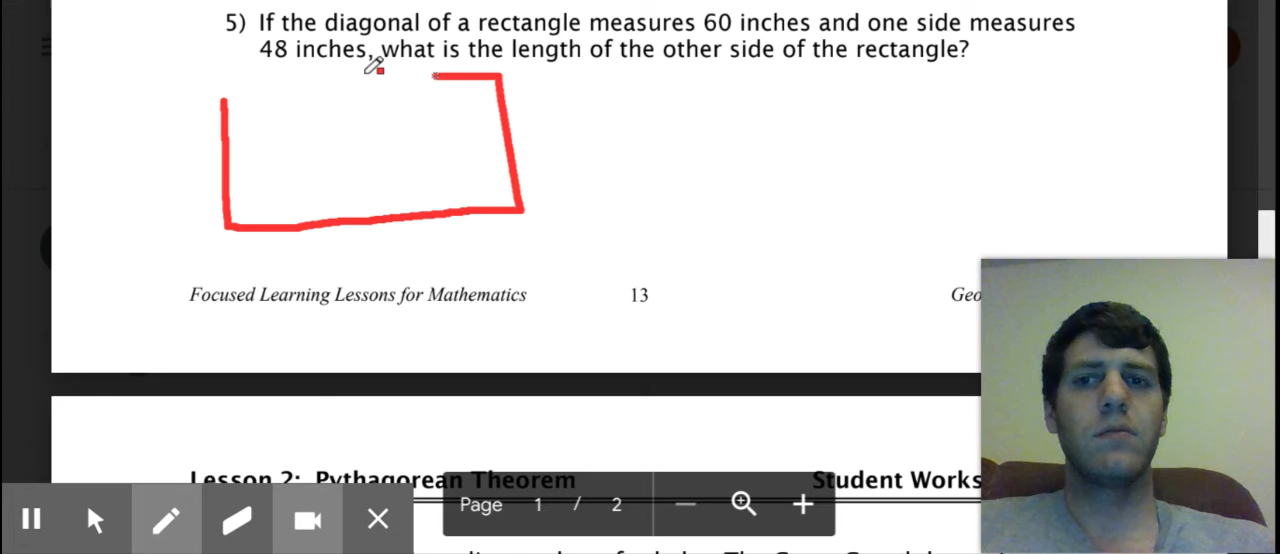 5) If the diagonal of a rectangle measures 60 inches and one side measures
48 inches, what is the length of the other side of the rectangle?
Focused Learning Lessons for Mathematics 13 Geo
Lesson 2: Pythagorean Theorem Student Works
Page 1 / 2